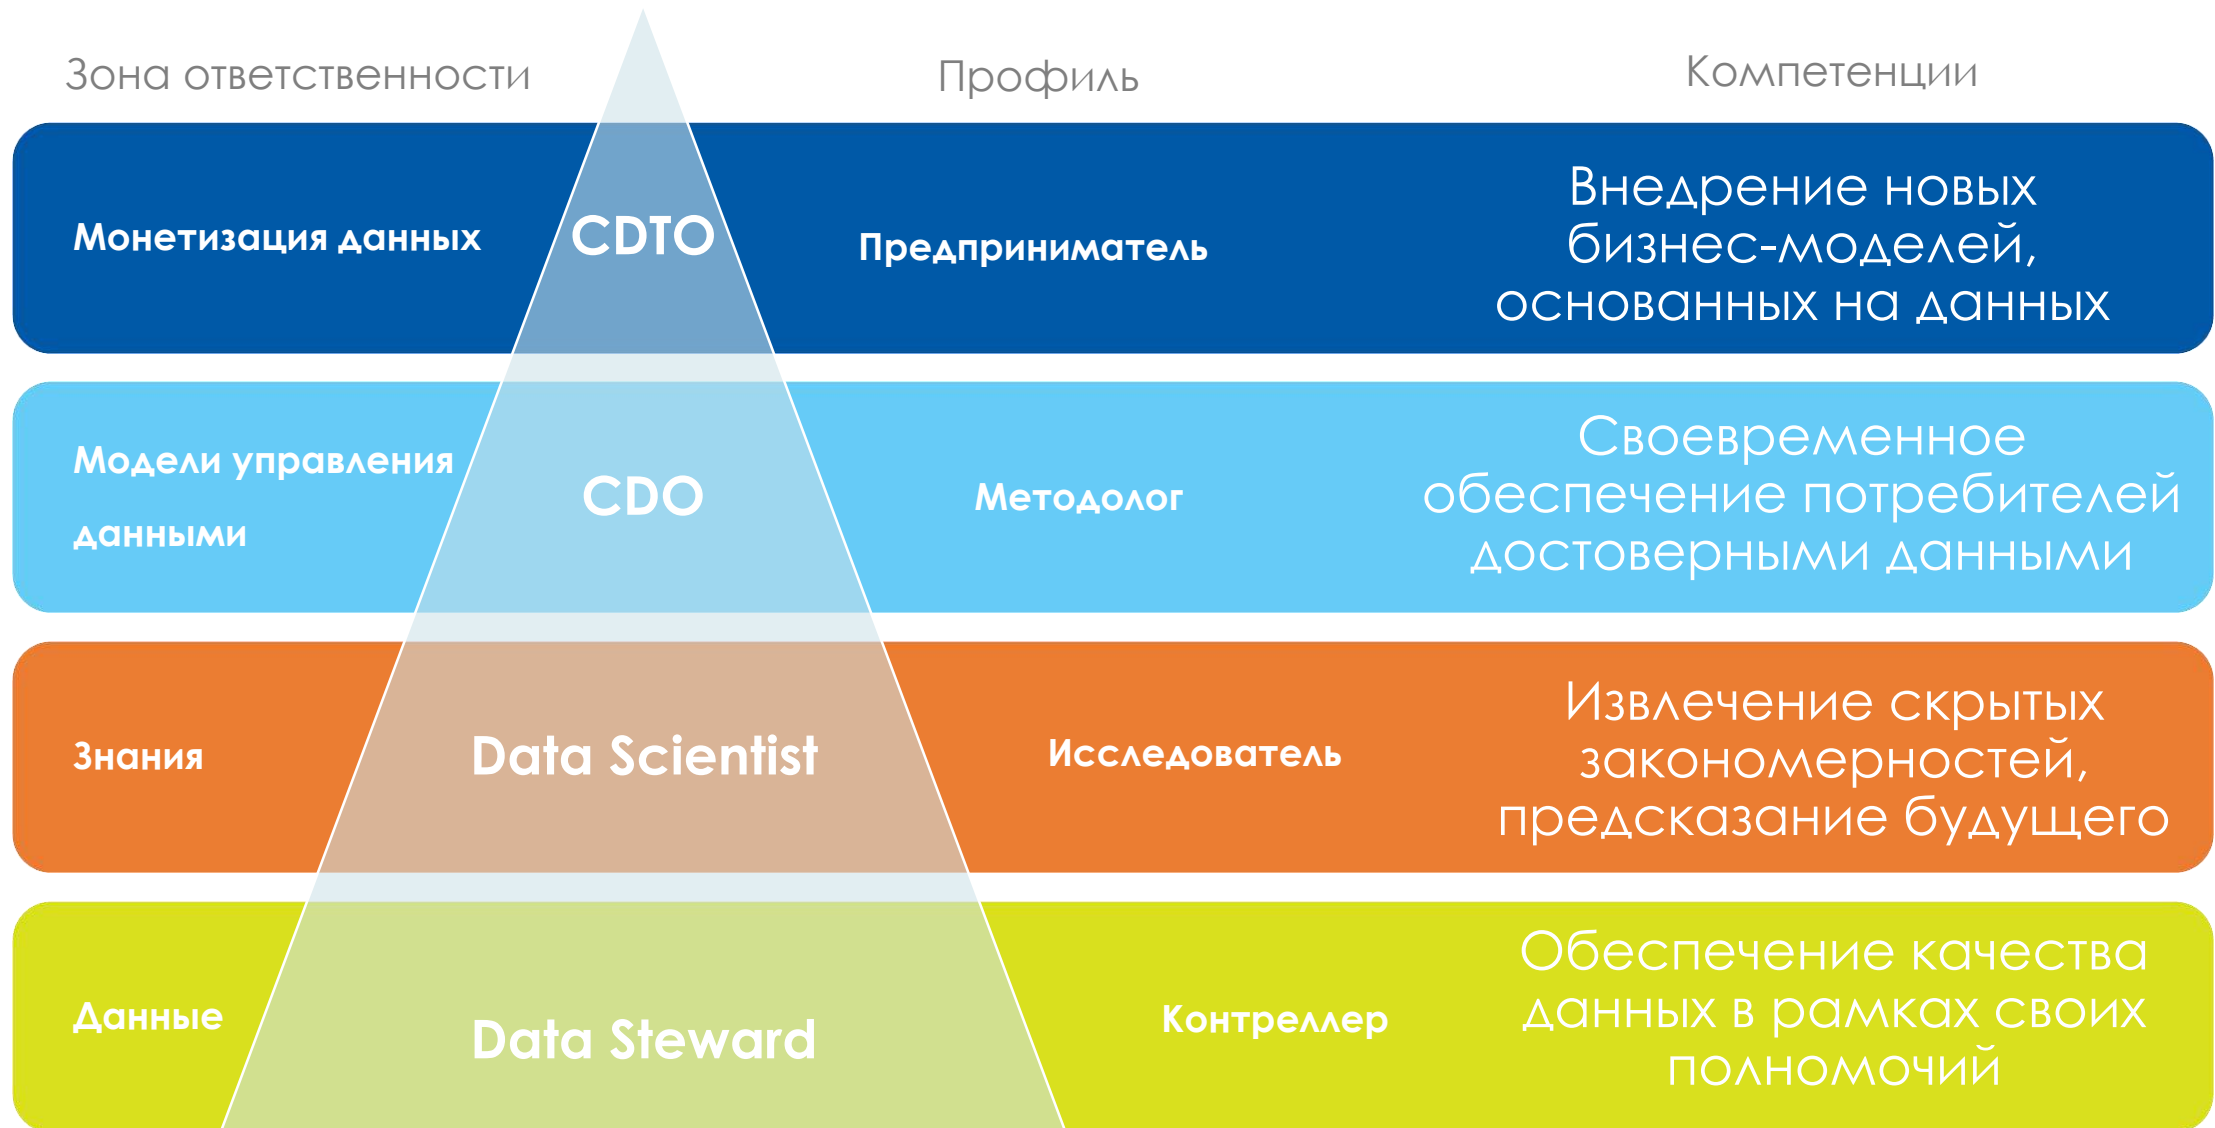 Зона ответственности
Профиль
Компетенции
Монетизация данных
CDTO
Предприниматель
Внедрение новых
бизнес-моделей,
основанных на данных
Модели управления
данными
CDO
Методолог
Своевременное
обеспечение потребителей
достоверными данными
Знания
Data Scientist
Исследователь
Извлечение скрытых
закономерностей,
предсказание будущего
Данные
Data Steward
Контреллер
Обеспечение качества
данных в рамках своих
полномочий